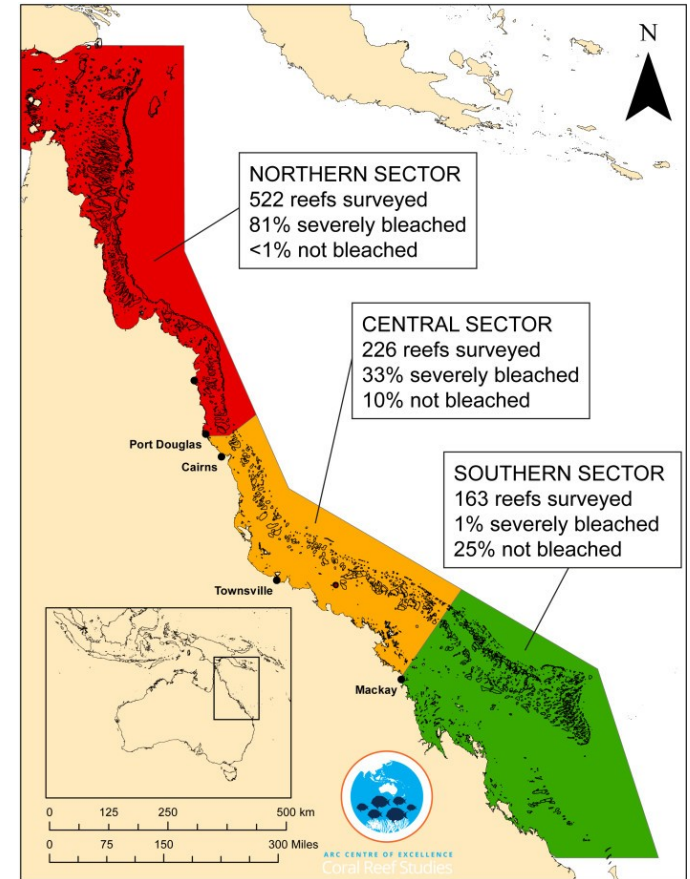 N
NORTHERN SECTOR
522 reefs surveyed
81% severely bleached
<1% not bleached
CENTRAL SECTOR
226 reefs surveyed
33% severely bleached
10% not bleached
Port Douglas
Cairns
SOUTHERN SECTOR
163 reefs surveyed
1% severely bleached
25% not bleached
Townsville
Mackay
0 125 250 500 km
0 75 150 300 Miles
ARC CENTRE OF EXCELLENCE
Coral Reef Studies